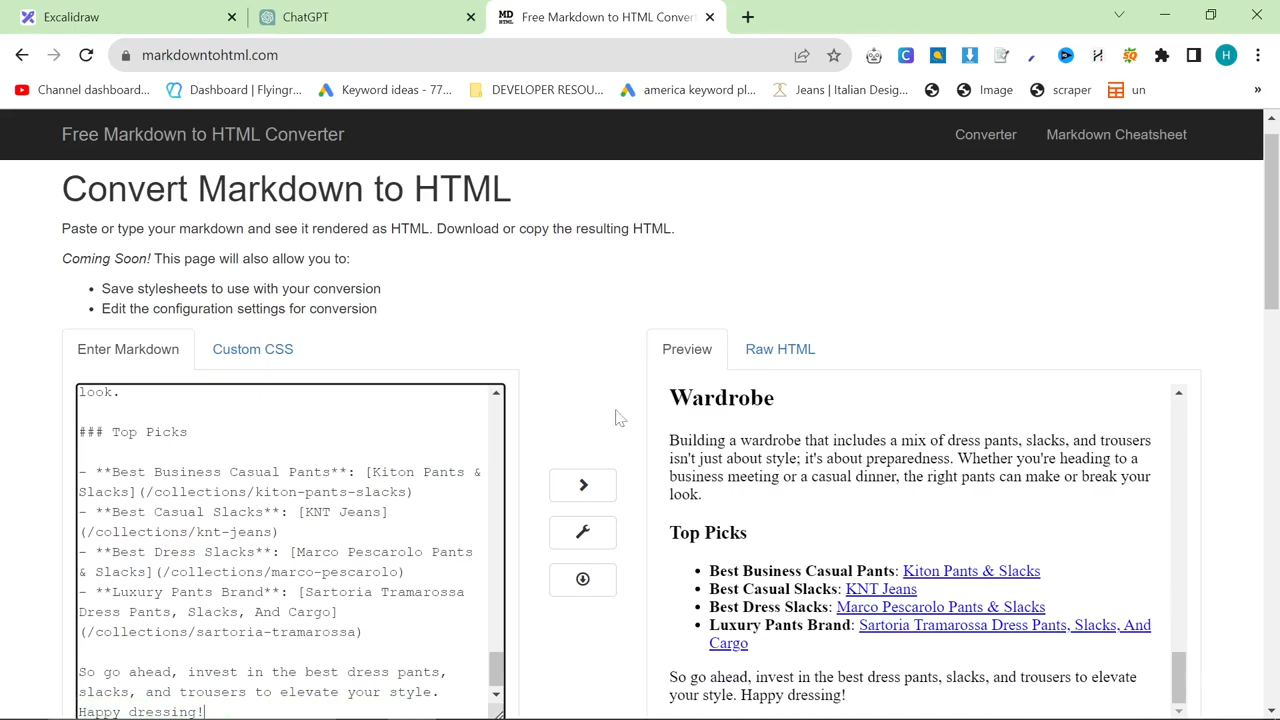 Excalidraw
ChatGPT
Free Markdown to HTML Converter
markdowntohtml.com
H
Channel dashboard...
Dashboard | Flyingr...
Keyword ideas- 77...
DEVELOPER RESOU...
america keyword pl...
Jeans | Italian Desig...
Image
scraper
un
»
Free Markdown to HTML Converter
Converter
Markdown Cheatsheet
Convert Markdown to HTML
Paste or type your markdown and see it rendered as HTML. Download or copy the resulting HTML.
Coming Soon! This page will also allow you to:
• Save stylesheets to use with your conversion
• Edit the configuration settings for conversion
Enter Markdown
Custom CSS
look.
### Top Picks
- **Best Business Casual Pants**: [Kiton Pants &
Slacks](/collections/kiton-pants-slacks)
- **Best Casual Slacks**: [KNT Jeans]
(/collections/knt-jeans)
- **Best Dress Slacks**: [Marco Pescarolo Pants
& Slacks](/collections/marco-pescarolo)
- **Luxury Pants Brand**: [Sartoria Tramarossa
Dress Pants, Slacks, And Cargo]
(/collections/sartoria-tramarossa)
So go ahead, invest in the best dress pants,
slacks, and trousers to elevate your style.
Happy dressing!
Preview
Raw HTML
Wardrobe
Building a wardrobe that includes a mix of dress pants, slacks, and trousers
isn't just about style; it's about preparedness. Whether you're heading to a
business meeting or a casual dinner, the right pants can make or break your
look.
Top Picks
• Best Business Casual Pants: Kiton Pants & Slacks
• Best Casual Slacks: KNT Jeans
• Best Dress Slacks: Marco Pescarolo Pants & Slacks
• Luxury Pants Brand: Sartoria Tramarossa Dress Pants, Slacks, And
Cargo
So go ahead, invest in the best dress pants, slacks, and trousers to elevate
your style. Happy dressing!